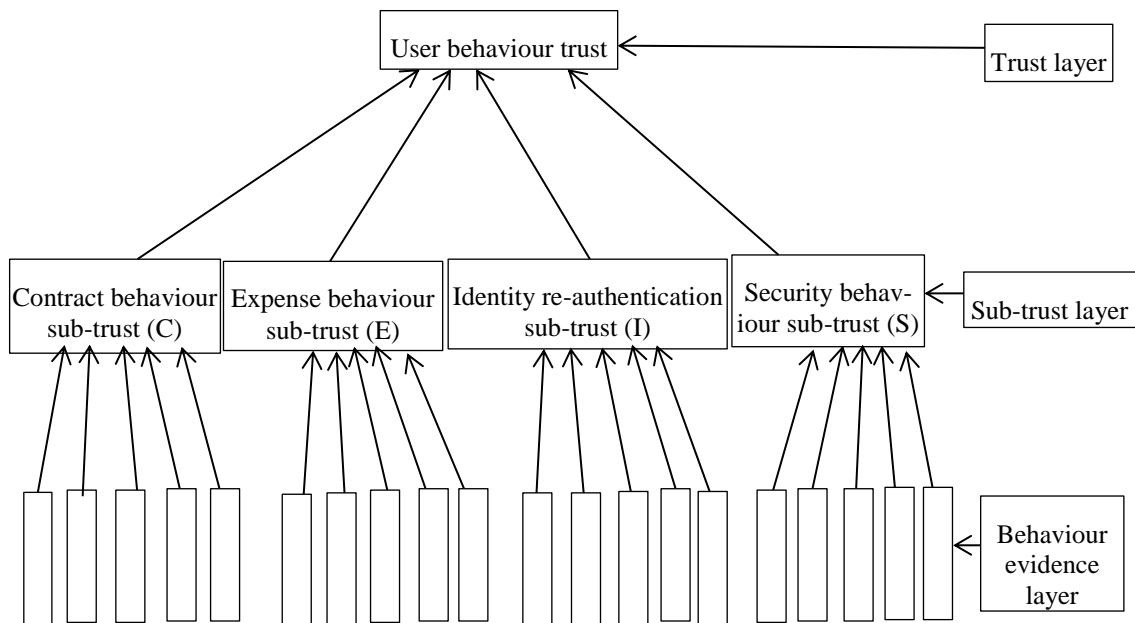 User behaviour trust
Trust layer
Contract behaviour
sub-trust (C)
Expense behaviour
sub-trust (E)
Identity re-authentication
sub-trust (I)
Security behav-
iour sub-trust (S)
Sub-trust layer
Behaviour
evidence
layer